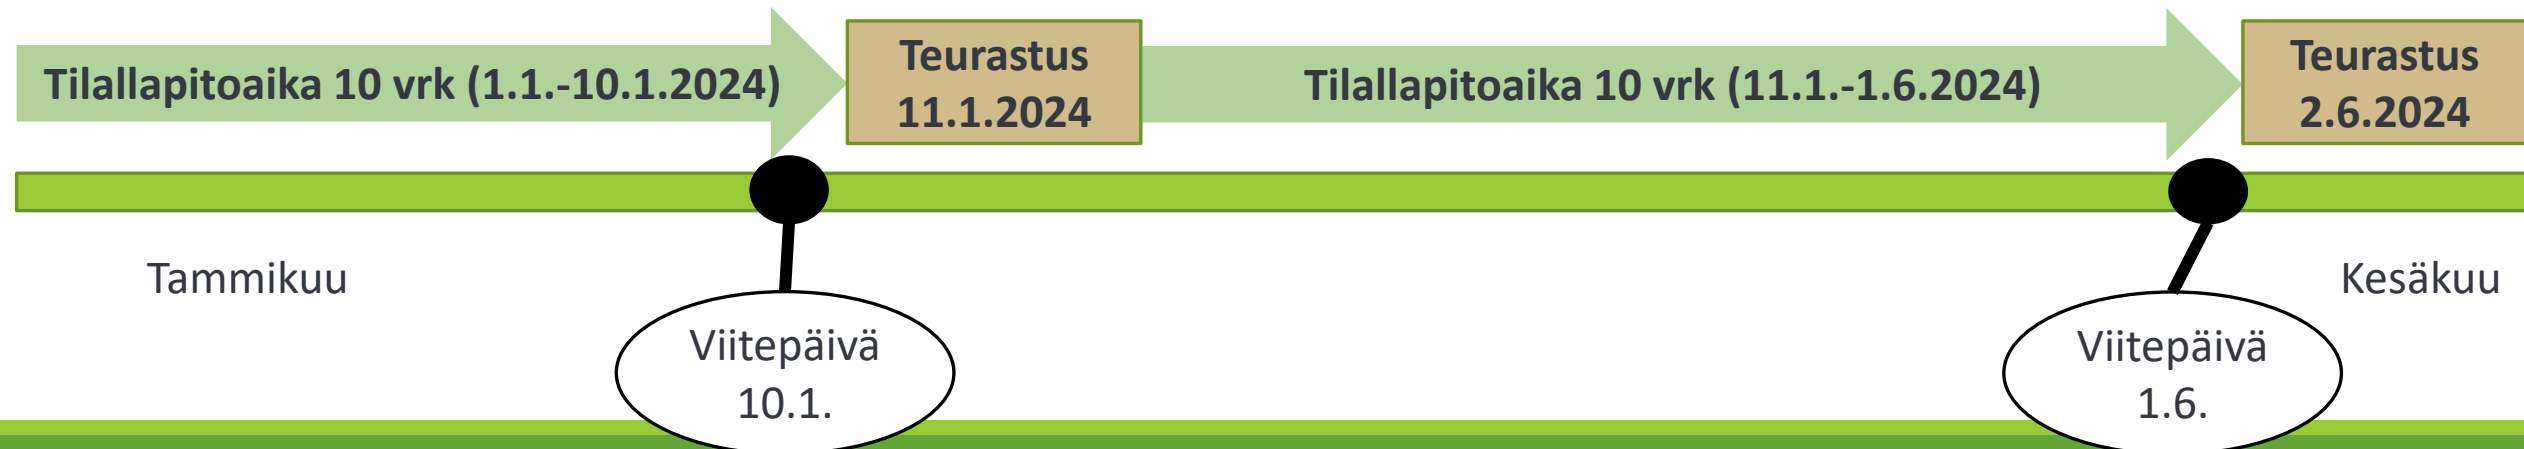 Tilallapitoaika 10 vrk (1.1.-10.1.2024)
Teurastus
11.1.2024
Tilallapitoaika 10 vrk (11.1.-1.6.2024)
Teurastus
2.6.2024
Tammikuu
Kesäkuu
Viitepäivä
10.1.
Viitepäivä
1.6.